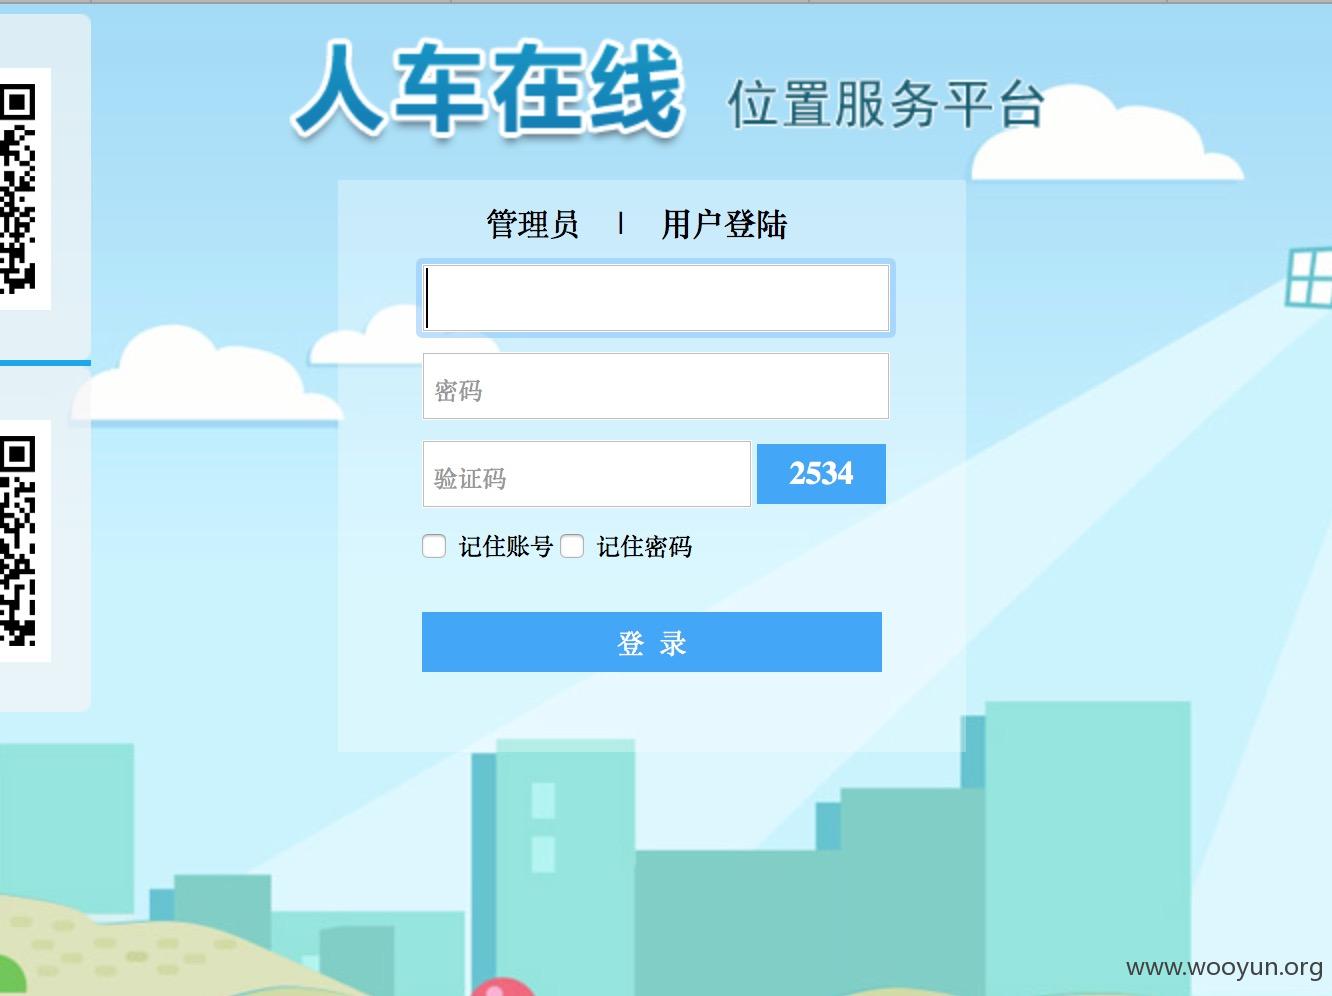 人车在线 位置服务平台
管理员 | 用户登陆
密码
验证码 2534
记住账号 记住密码
登 录
www.wooyun.org